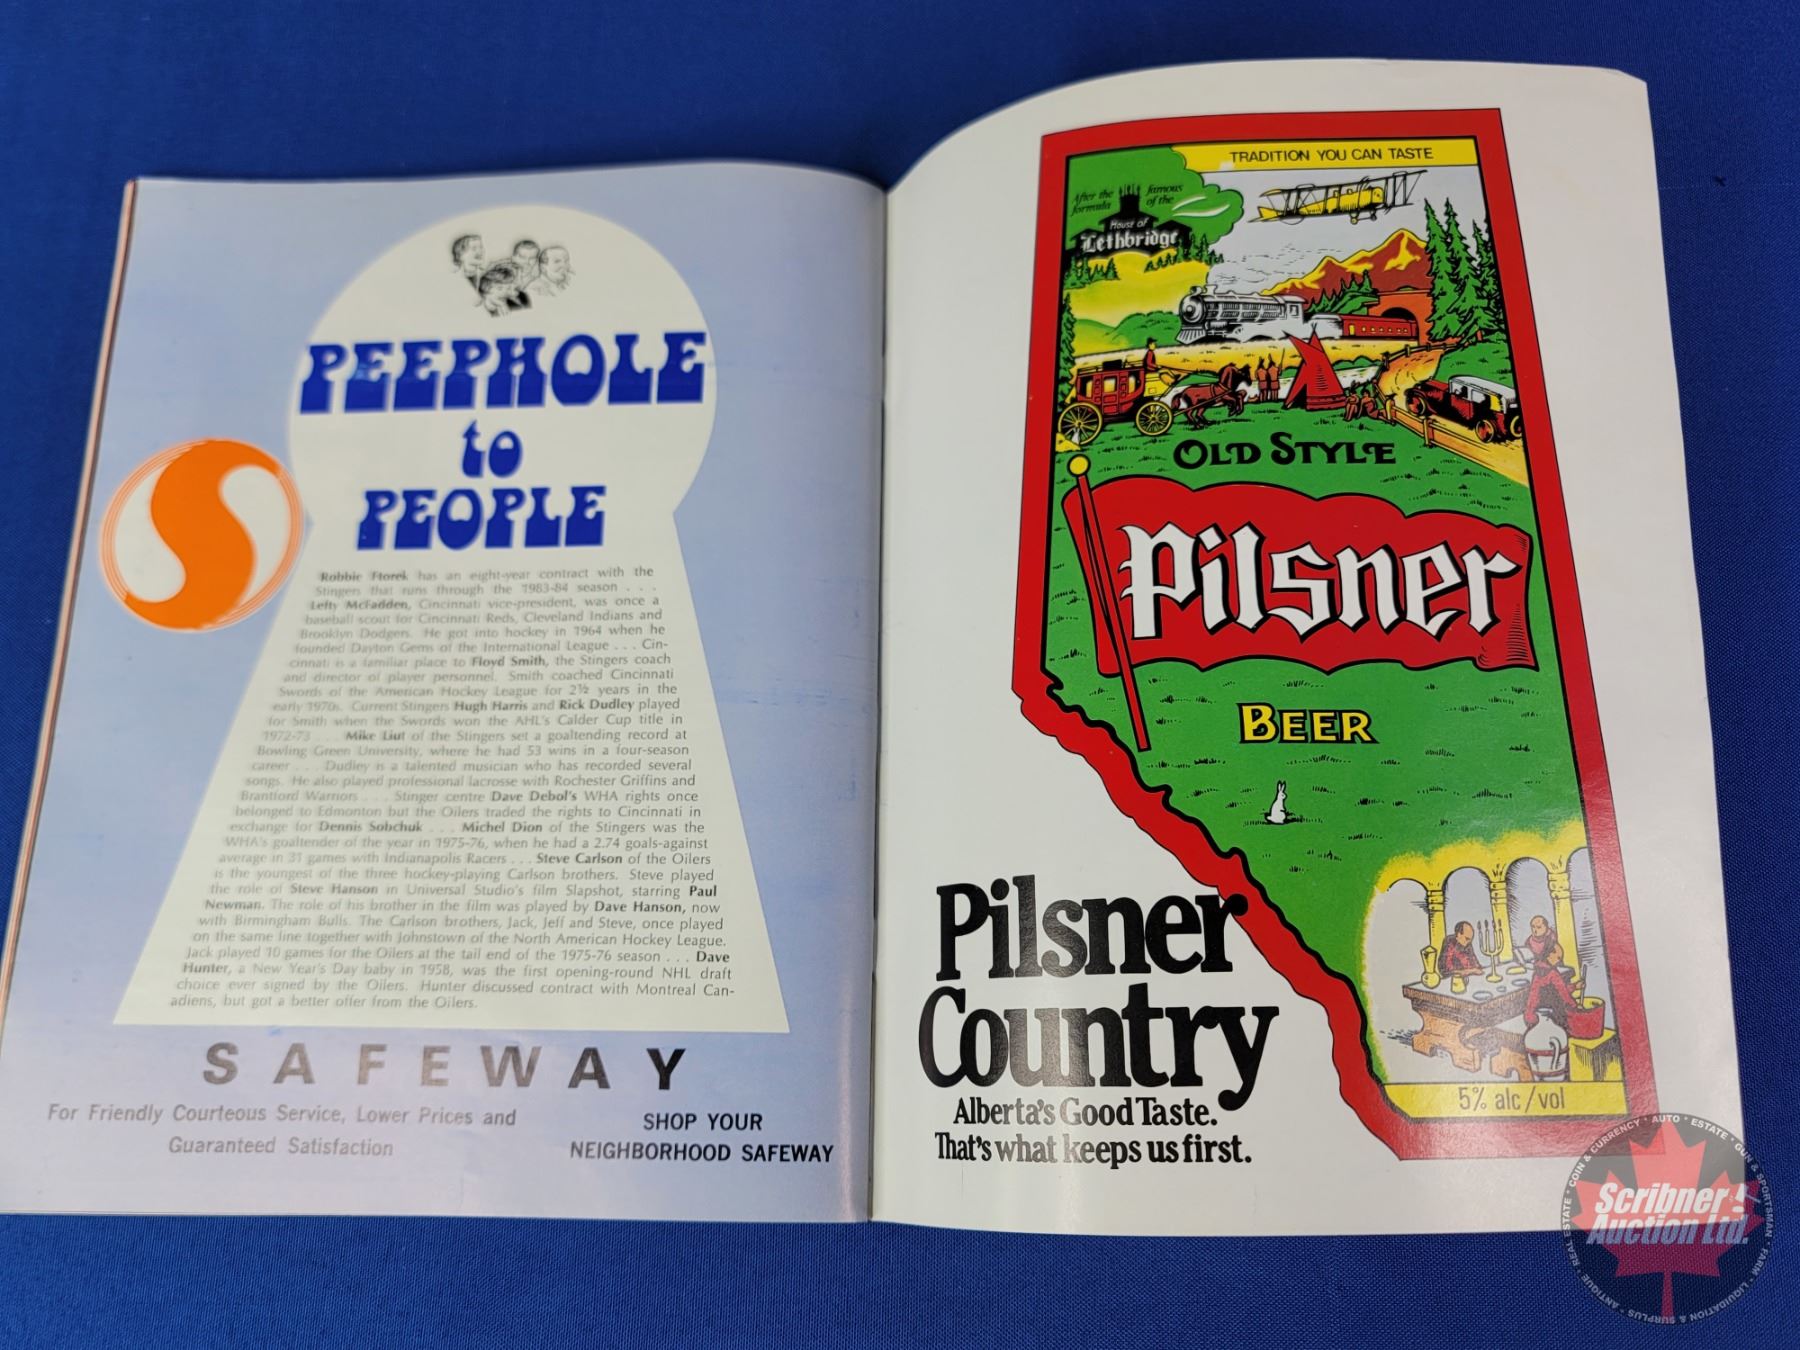 PEEPHOLE
to
PEOPLE
Robbie Ftorek has an eight-year contract with the
Stingers that runs through the 1983-84 season . . .
Lefty McFadden, Cincinnati vice-president, was once a
baseball scout for Cincinnati Reds, Cleveland Indians and
Brooklyn Dodgers. He got into hockey in 1964 when he
founded Dayton Gems of the International League . . . Cin-
cinnati is a familiar place to Floyd Smith, the Stingers coach
and director of player personnel. Smith coached Cincinnati
Swords of the American Hockey League for 2½ years in the
early 1970s. Current Stingers Hugh Harris and Rick Dudley played
for Smith when the Swords won the AHL's Calder Cup title in
1972-73 . . . Mike Liut of the Stingers set a goaltending record at
Bowling Green University, where he had 53 wins in a four-season
career . . . Dudley is a talented musician who has recorded several
songs. He also played professional lacrosse with Rochester Griffins and
Brantford Warriors . . . Stinger centre Dave Debol's WHA rights once
belonged to Edmonton but the Oilers traded the rights to Cincinnati in
exchange for Dennis Sobchuk . . . Michel Dion of the Stingers was the
WHA's goaltender of the year in 1975-76, when he had a 2.74 goals-against
average in 31 games with Indianapolis Racers . . . Steve Carlson of the Oilers
is the youngest of the three hockey-playing Carlson brothers. Steve played
the role of Steve Hanson in Universal Studio's film Slapshot, starring Paul
Newman. The role of his brother in the film was played by Dave Hanson, now
with Birmingham Bulls. The Carlson brothers, Jack, Jeff and Steve, once played
on the same line together with Johnstown of the North American Hockey League.
Jack played 10 games for the Oilers at the tail end of the 1975-76 season . . . Dave
Hunter, a New Year's Day baby in 1958, was the first opening-round NHL draft
choice ever signed by the Oilers. Hunter discussed contract with Montreal Can-
adiens, but got a better offer from the Oilers.
SAFEWAY
For Friendly Courteous Service, Lower Prices and
Guaranteed Satisfaction
SHOP YOUR
NEIGHBORHOOD SAFEWAY
TRADITION YOU CAN TASTE
After the famous
formula of the
House of
Lethbridge
OLD STYLE
Pilsner
BEER
5% alc/vol
Pilsner
Country
Alberta's Good Taste.
That's what keeps us first.
Scribner
Auction Ltd.
ANTIQUE • REAL ESTATE • COIN & CURRENCY • AUTO • ESTATE • GUN & SPORTSMAN • FARM • LIQUIDATION & SURPLUS